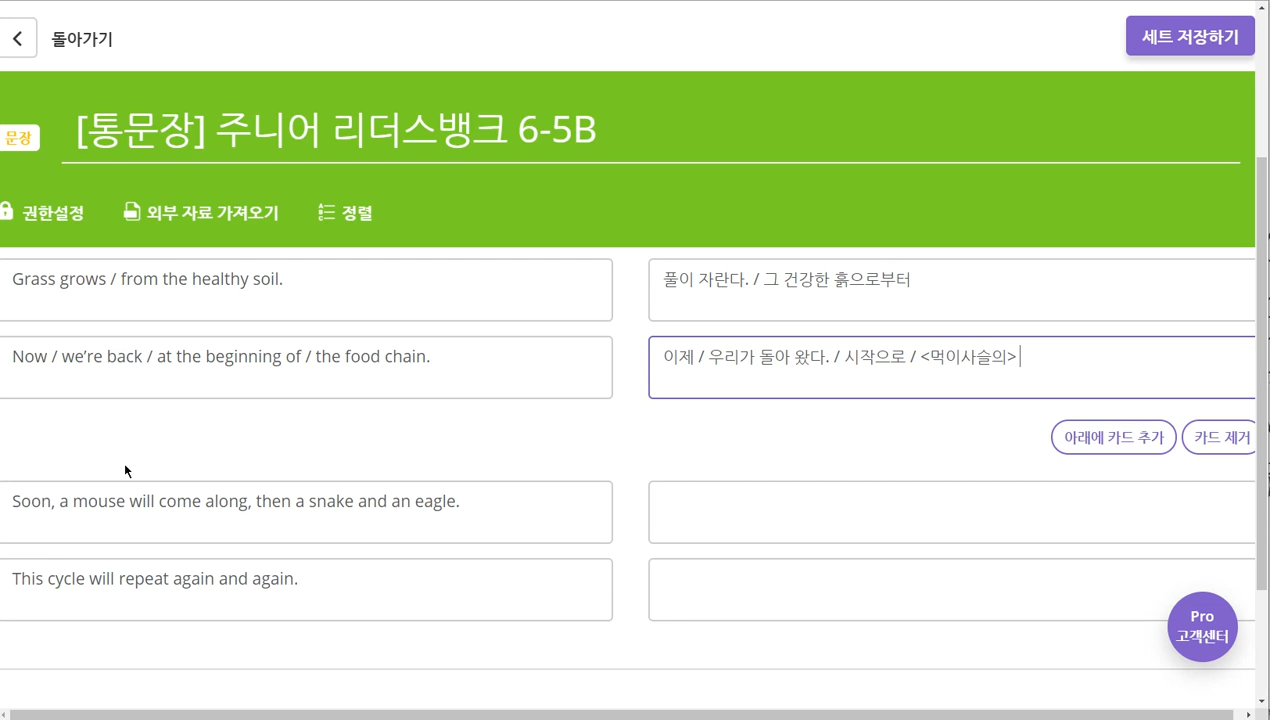 돌아가기
세트 저장하기
문장
[통문장] 주니어 리더스뱅크 6-5B
권한설정
외부 자료 가져오기
정렬
Grass grows / from the healthy soil.
풀이 자란다. / 그 건강한 흙으로부터
Now / we’re back / at the beginning of / the food chain.
이제 / 우리가 돌아 왔다. / 시작으로 / <먹이사슬의>
아래에 카드 추가
카드 제거
Soon, a mouse will come along, then a snake and an eagle.
This cycle will repeat again and again.
Pro
고객센터